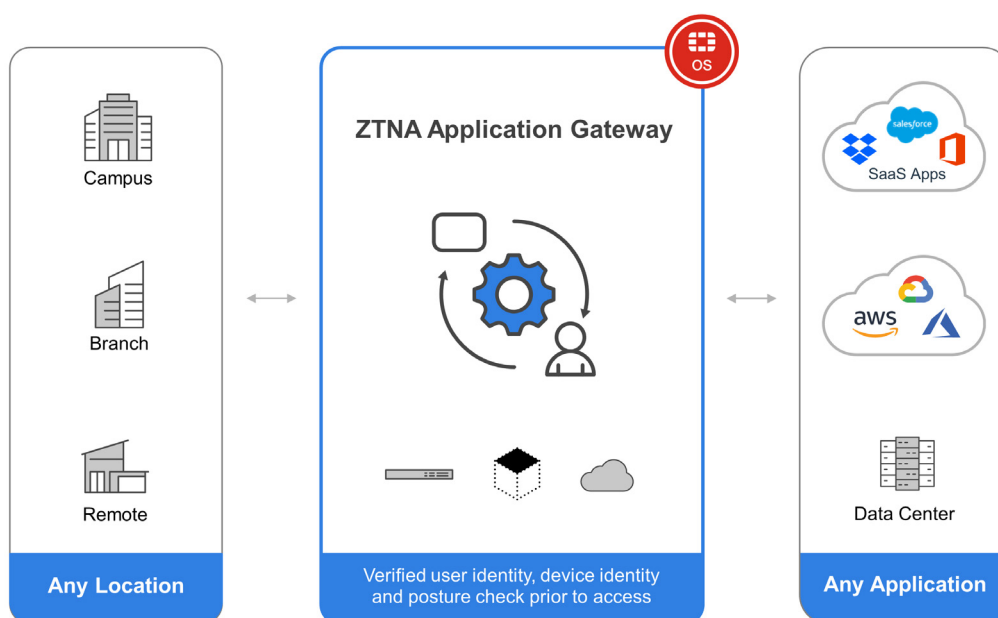 Campus
Branch
Remote
Any Location
OS
ZTNA Application Gateway
Verified user identity, device identity
and posture check prior to access
salesforce
SaaS Apps
aws
Data Center
Any Application